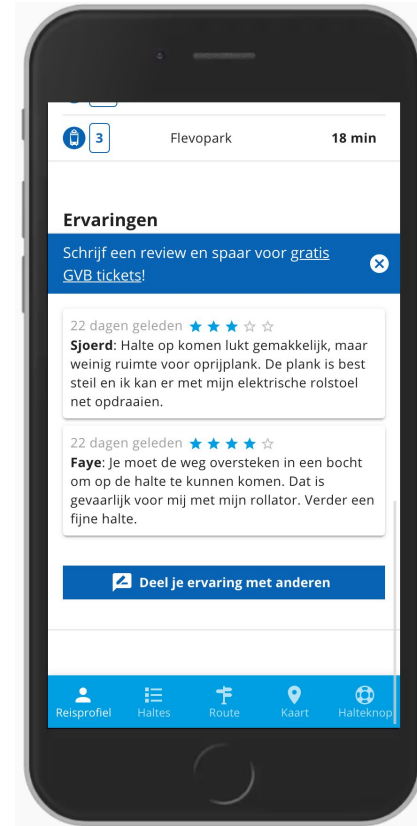 3 Flevopark 18 min
Ervaringen
Schrijf een review en spaar voor gratis
GVB tickets!
22 dagen geleden
Sjoerd: Halte op komen lukt gemakkelijk, maar
weinig ruimte voor oprijplank. De plank is best
steil en ik kan er met mijn elektrische rolstoel
net opdraaien.
22 dagen geleden
Faye: Je moet de weg oversteken in een bocht
om op de halte te kunnen komen. Dat is
gevaarlijk voor mij met mijn rollator. Verder een
fijne halte.
Deel je ervaring met anderen
Reisprofiel Haltes Route Kaart Halteknop